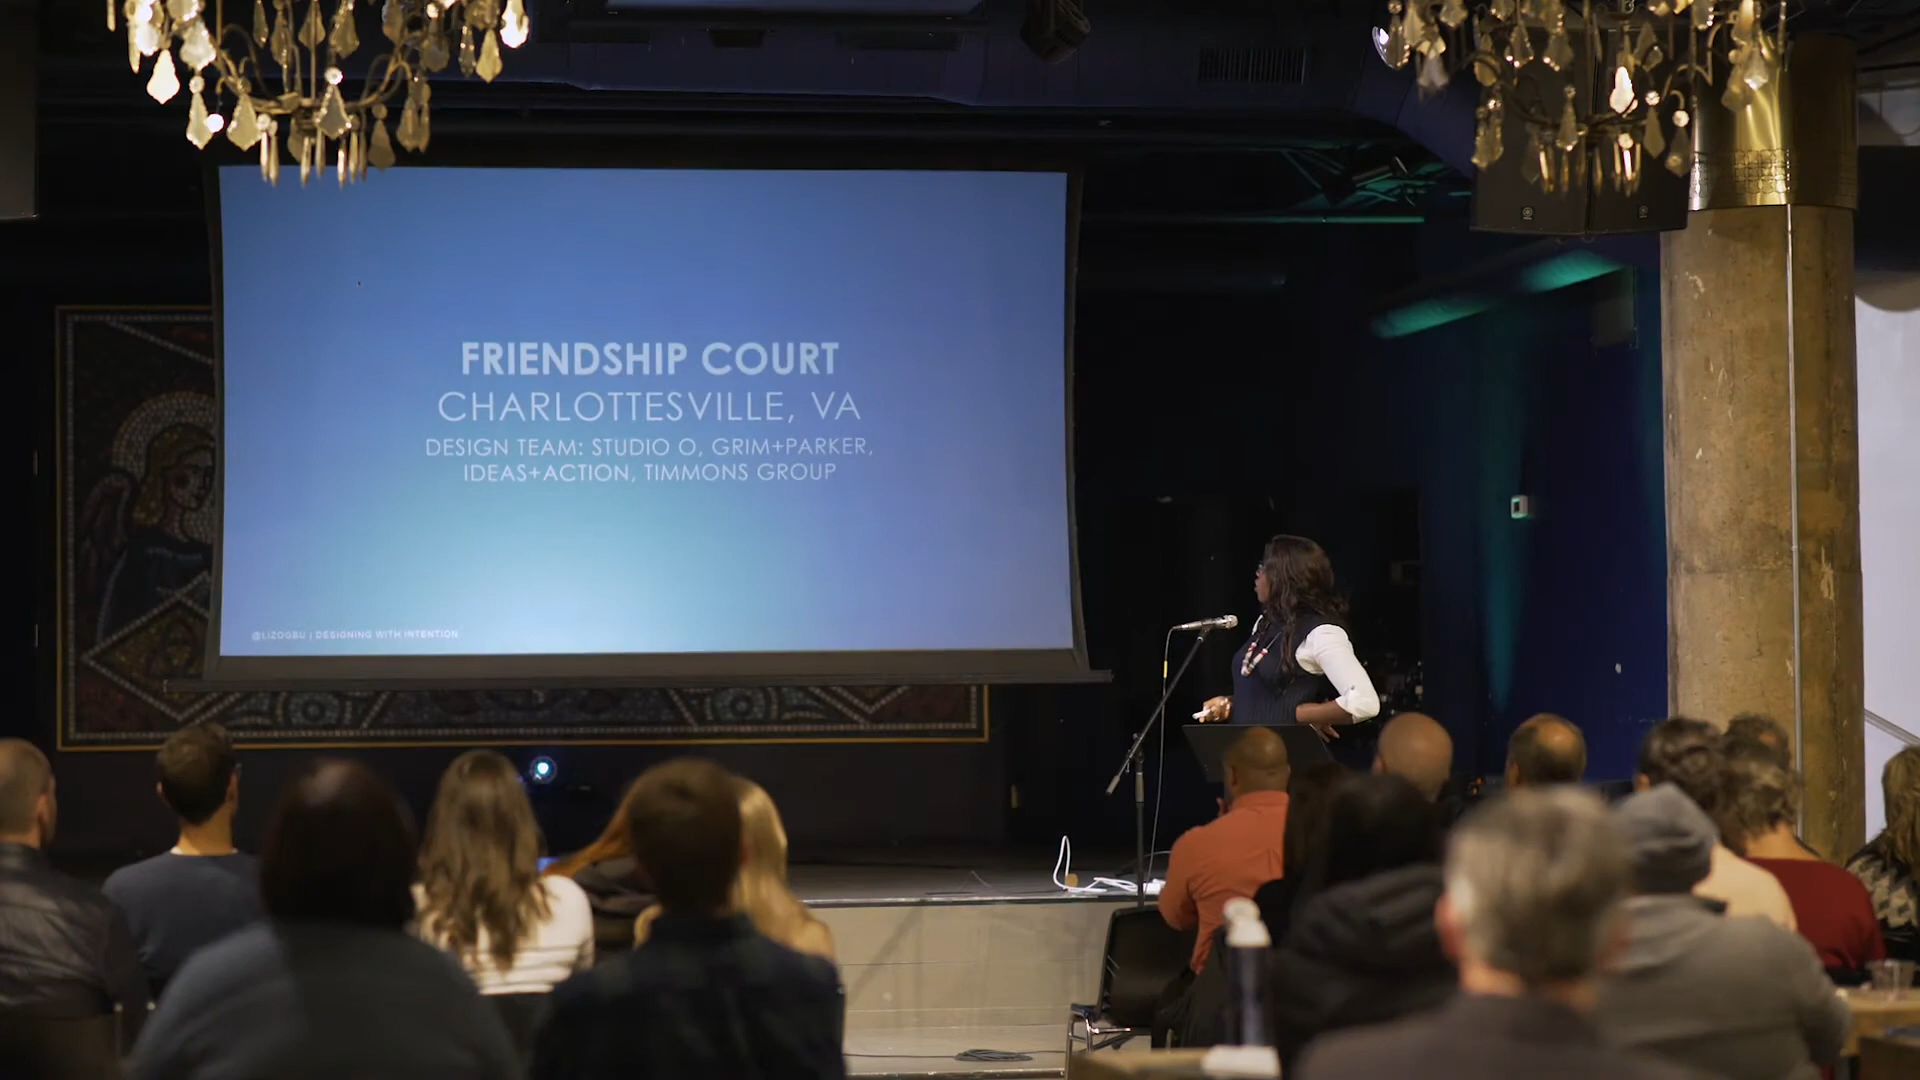 FRIENDSHIP COURT
CHARLOTTESVILLE, VA
DESIGN TEAM: STUDIO O, GRIM+PARKER,
IDEAS+ACTION, TIMMONS GROUP
@LIZOGBU | DESIGNING WITH INTENTION